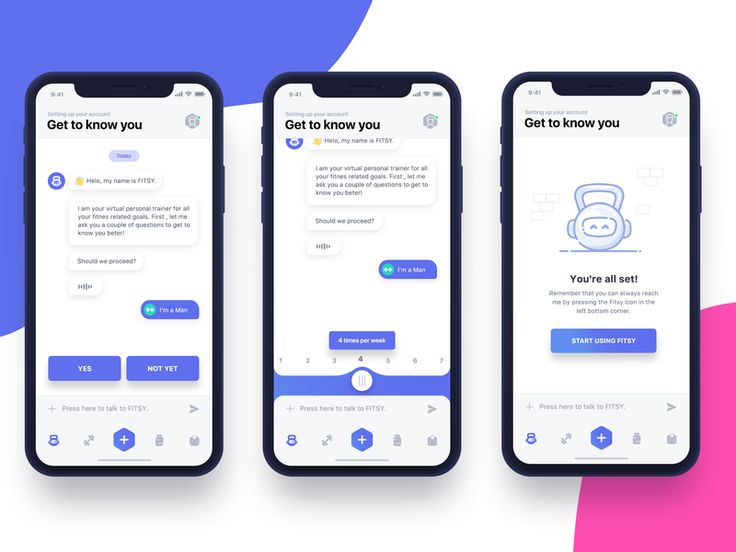 9:41
Setting up your account
Get to know you
Today
👋 Helo, my name is FITSY.
I am your virtual personal trainer for all
your fitnes related goals. First , let me
ask you a couple of questions to get to
know you beter!
Should we proceed?
I'm a Man
YES
NOT YET
Press here to talk to FITSY.
9:41
Setting up your account
Get to know you
👋 Helo, my name is FITSY.
I am your virtual personal trainer for all
your fitnes related goals. First , let me
ask you a couple of questions to get to
know you beter!
Should we proceed?
I'm a Man
4 times per week
1 2 3 4 5 6 7
Press here to talk to FITSY.
9:41
Setting up your account
Get to know you
You're all set!
Remember that you can always reach
me by pressing the Fitsy icon in the
left bottom corner.
START USING FITSY
Press here to talk to FITSY.